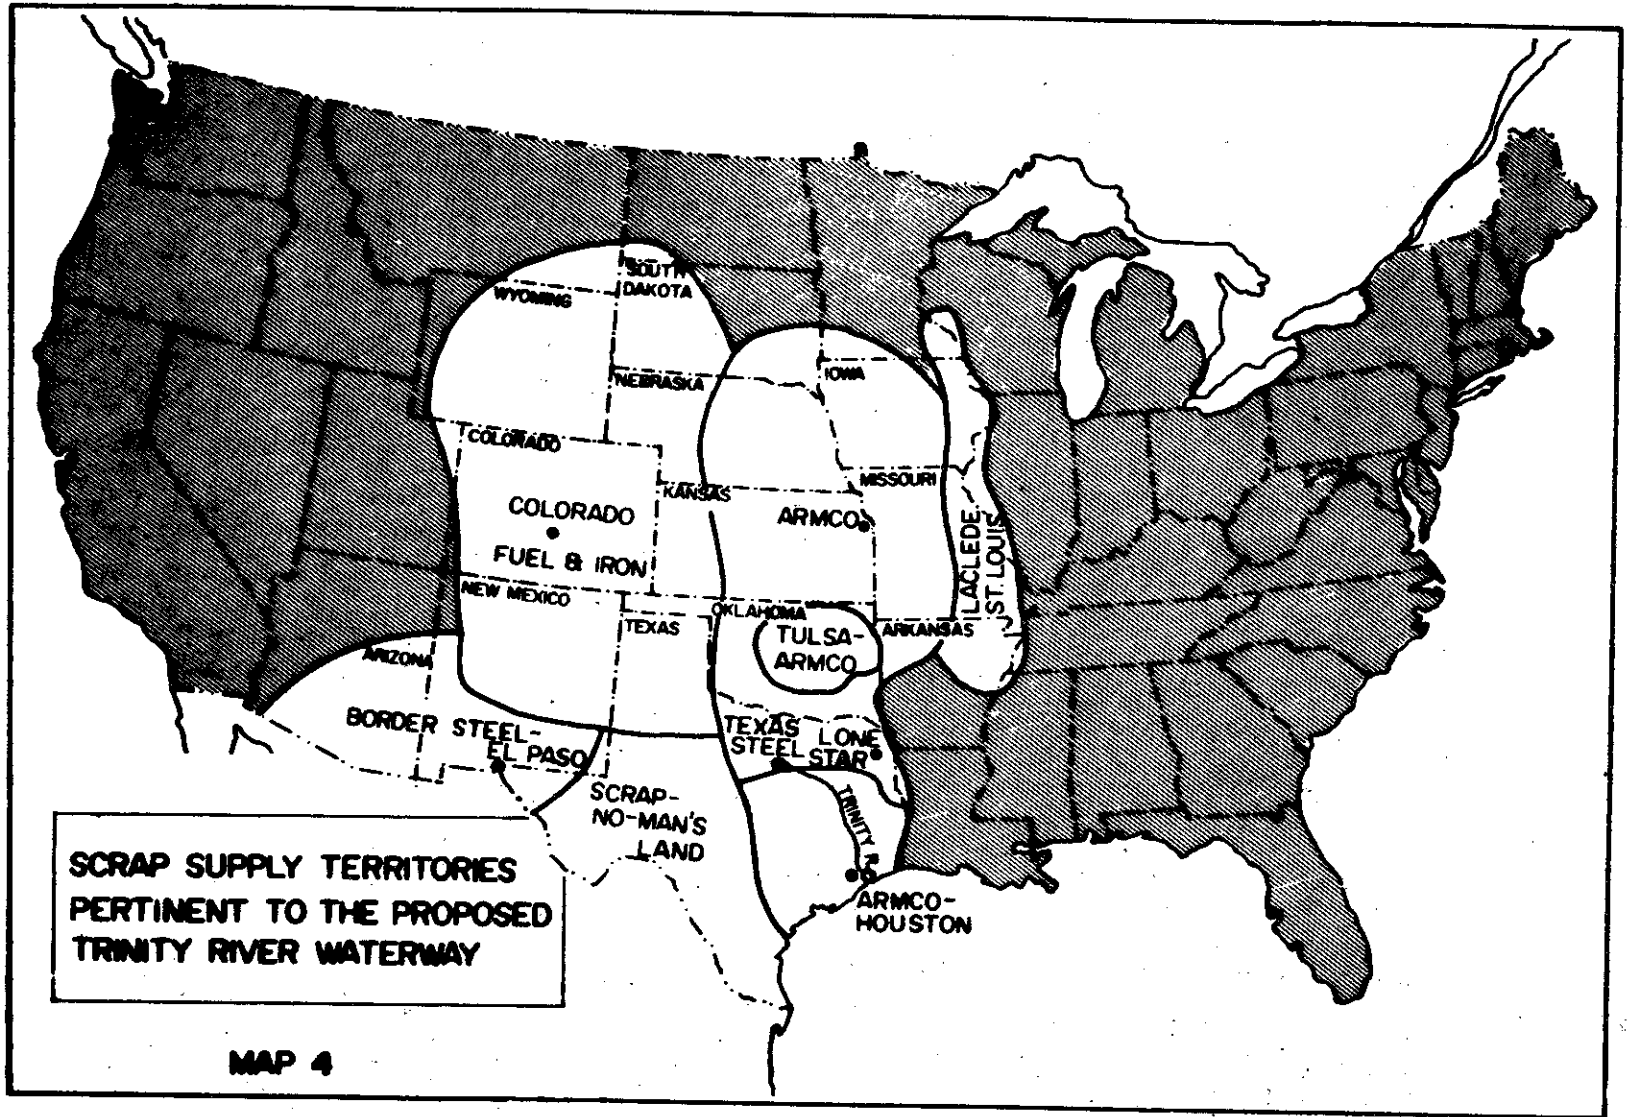 SOUTH
DAKOTA
WYOMING
NEBRASKA
IOWA
COLORADO
MISSOURI
KANSAS
COLORADO
FUEL & IRON
ARMCO
LACLEDE
ST. LOUIS
NEW MEXICO
OKLAHOMA
TEXAS
ARKANSAS
TULSA-
ARMCO
ARIZONA
BORDER STEEL-
EL PASO
TEXAS
STEEL
LONE
STAR
SCRAP-
NO-MAN'S
LAND
TRINITY R.
ARMCO-
HOUSTON
SCRAP SUPPLY TERRITORIES
PERTINENT TO THE PROPOSED
TRINITY RIVER WATERWAY
MAP 4